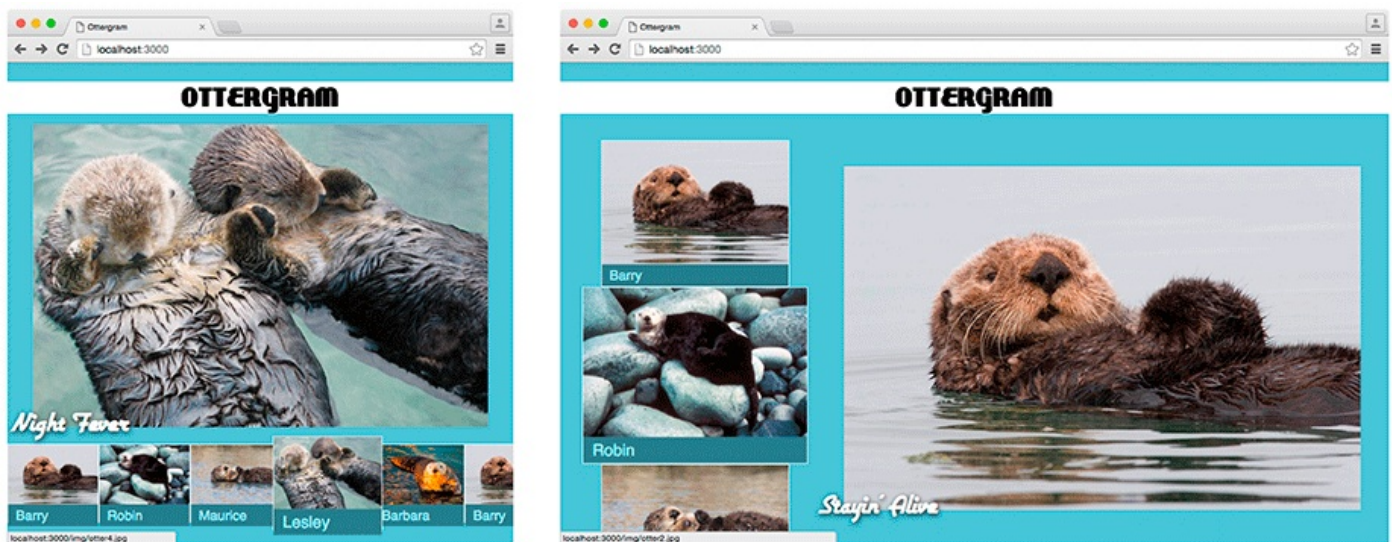 Ottergram
localhost:3000
OTTERGRAM
Night Fever
Barry
Robin
Maurice
Lesley
Barbara
Barry
localhost:3000/img/otter4.jpg
Ottergram
localhost:3000
OTTERGRAM
Barry
Robin
Stayin' Alive
localhost:3000/img/otter2.jpg